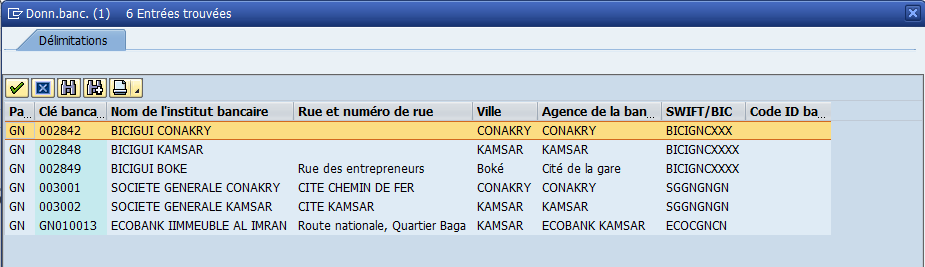 Donn.banc. (1) 6 Entrées trouvées
Délimitations
Pa... Clé banca... Nom de l'institut bancaire Rue et numéro de rue Ville Agence de la ban... SWIFT/BIC Code ID ba...
GN 002842 BICIGUI CONAKRY CONAKRY CONAKRY BICIGNCXXX
GN 002848 BICIGUI KAMSAR KAMSAR KAMSAR BICIGNCXXXX
GN 002849 BICIGUI BOKE Rue des entrepreneurs Boké Cité de la gare BICIGNCXXXX
GN 003001 SOCIETE GENERALE CONAKRY CITE CHEMIN DE FER CONAKRY CONAKRY SGGNGNGN
GN 003002 SOCIETE GENERALE KAMSAR CITE KAMSAR KAMSAR KAMSAR SGGNGNGN
GN GN010013 ECOBANK IIMMEUBLE AL IMRAN Route nationale, Quartier Baga KAMSAR ECOBANK KAMSAR ECOCGNCN